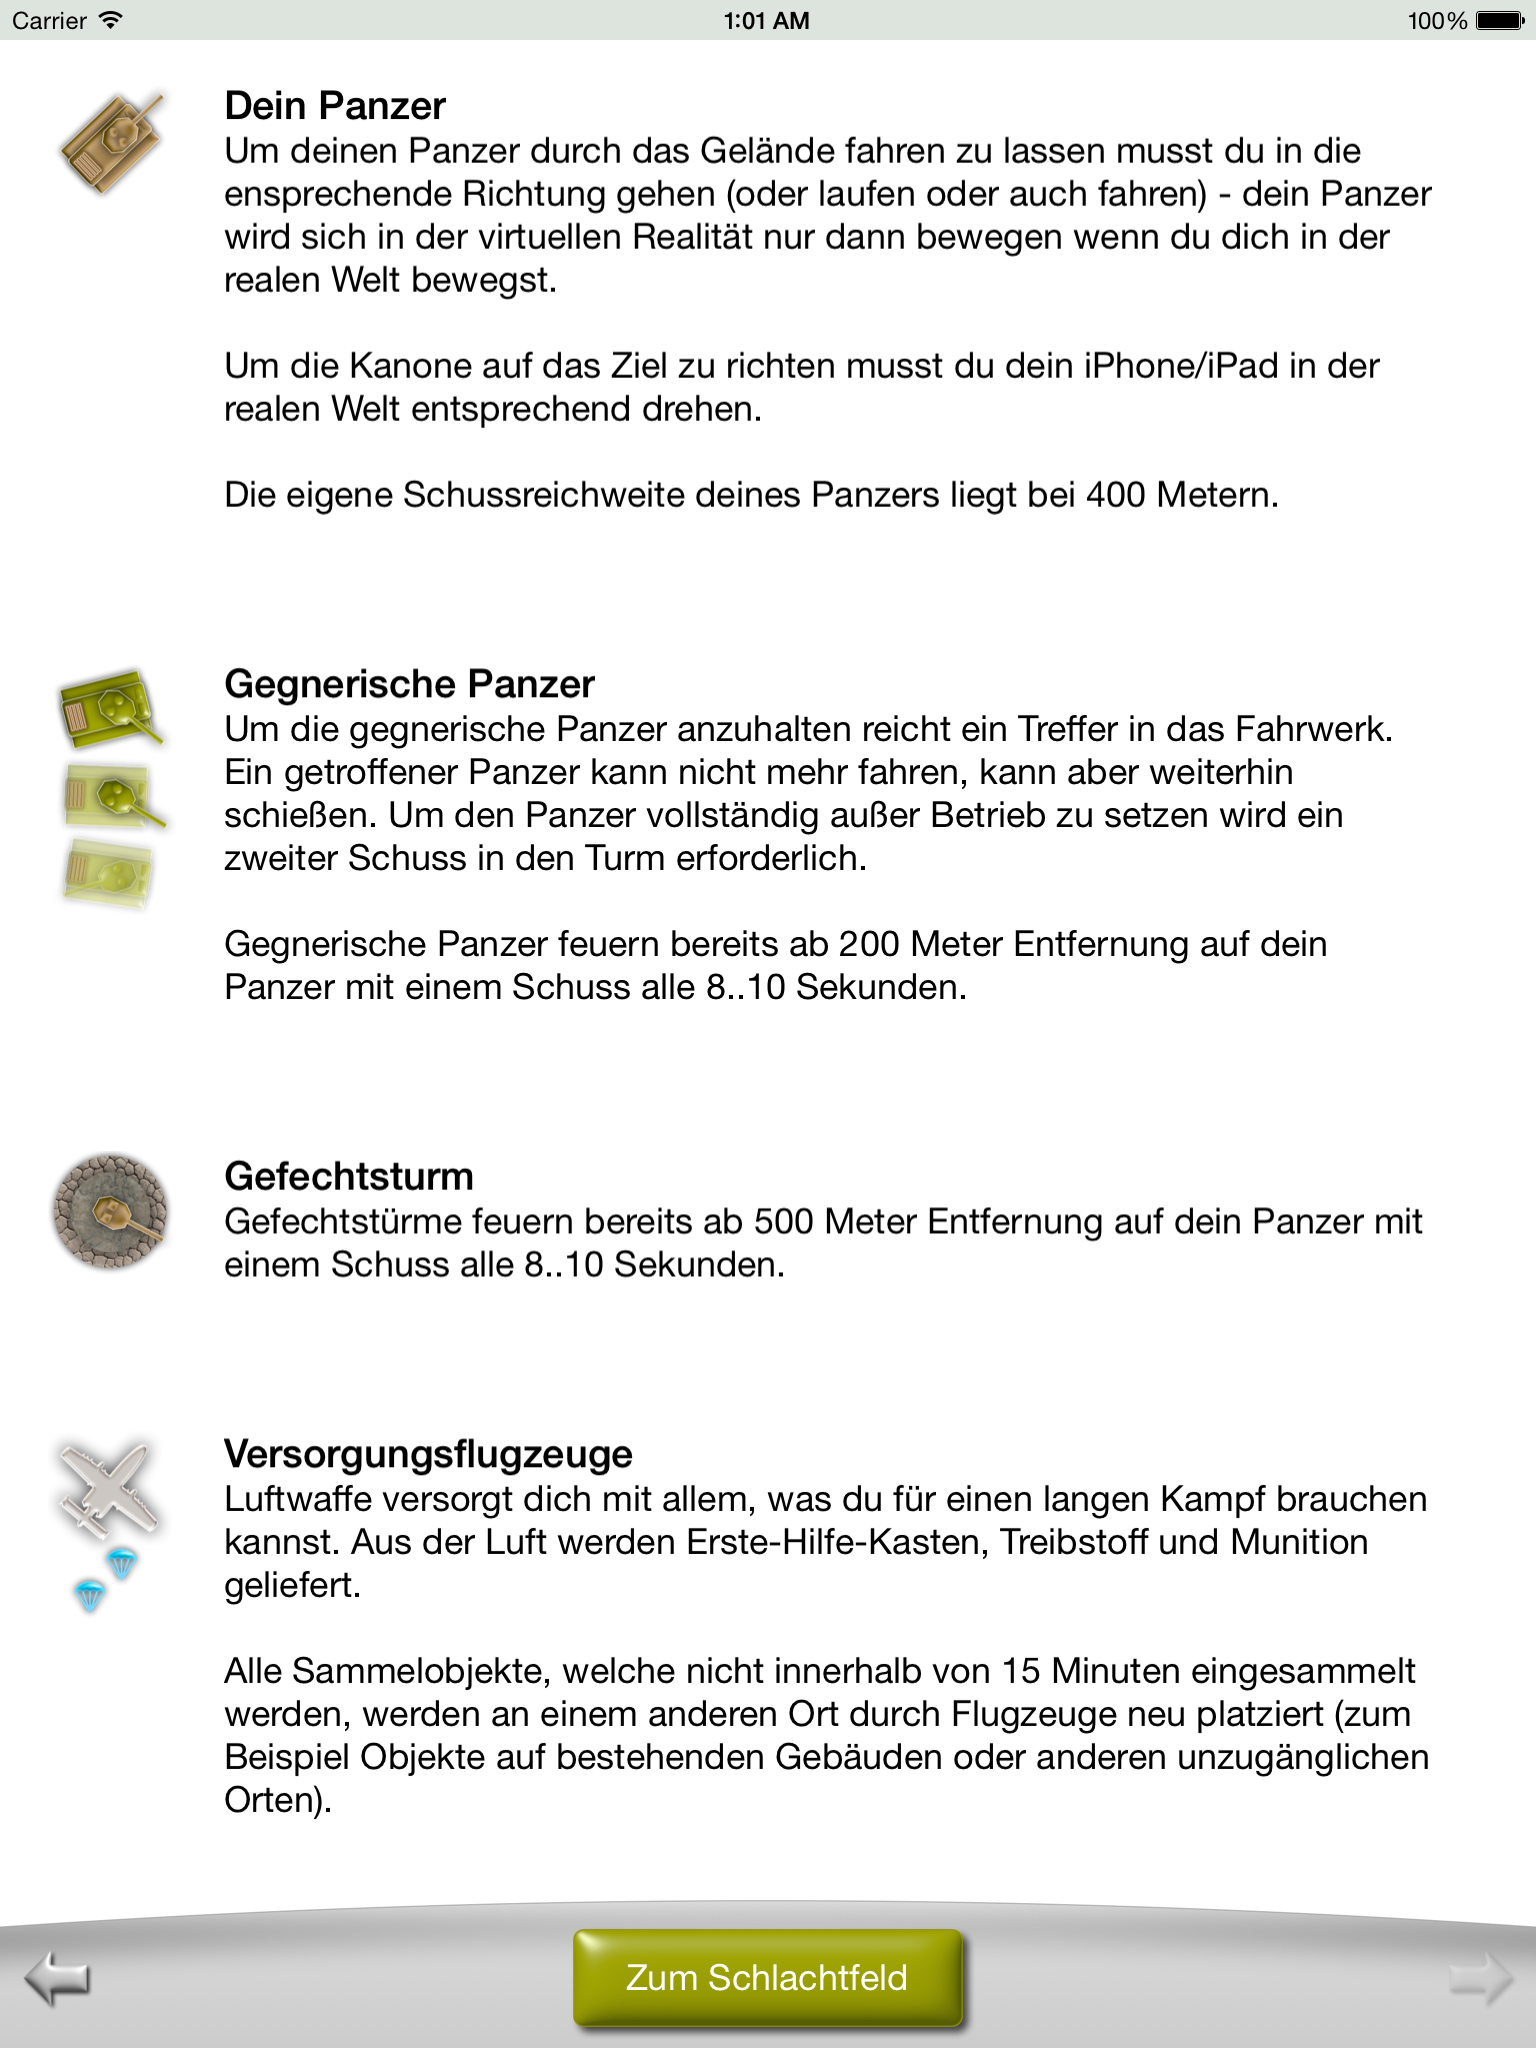 Carrier
1:01 AM
100%
Dein Panzer
Um deinen Panzer durch das Gelände fahren zu lassen musst du in die
ensprechende Richtung gehen (oder laufen oder auch fahren) - dein Panzer
wird sich in der virtuellen Realität nur dann bewegen wenn du dich in der
realen Welt bewegst.
Um die Kanone auf das Ziel zu richten musst du dein iPhone/iPad in der
realen Welt entsprechend drehen.
Die eigene Schussreichweite deines Panzers liegt bei 400 Metern.
Gegnerische Panzer
Um die gegnerische Panzer anzuhalten reicht ein Treffer in das Fahrwerk.
Ein getroffener Panzer kann nicht mehr fahren, kann aber weiterhin
schießen. Um den Panzer vollständig außer Betrieb zu setzen wird ein
zweiter Schuss in den Turm erforderlich.
Gegnerische Panzer feuern bereits ab 200 Meter Entfernung auf dein
Panzer mit einem Schuss alle 8..10 Sekunden.
Gefechtsturm
Gefechtstürme feuern bereits ab 500 Meter Entfernung auf dein Panzer mit
einem Schuss alle 8..10 Sekunden.
Versorgungsflugzeuge
Luftwaffe versorgt dich mit allem, was du für einen langen Kampf brauchen
kannst. Aus der Luft werden Erste-Hilfe-Kasten, Treibstoff und Munition
geliefert.
Alle Sammelobjekte, welche nicht innerhalb von 15 Minuten eingesammelt
werden, werden an einem anderen Ort durch Flugzeuge neu platziert (zum
Beispiel Objekte auf bestehenden Gebäuden oder anderen unzugänglichen
Orten).
Zum Schlachtfeld